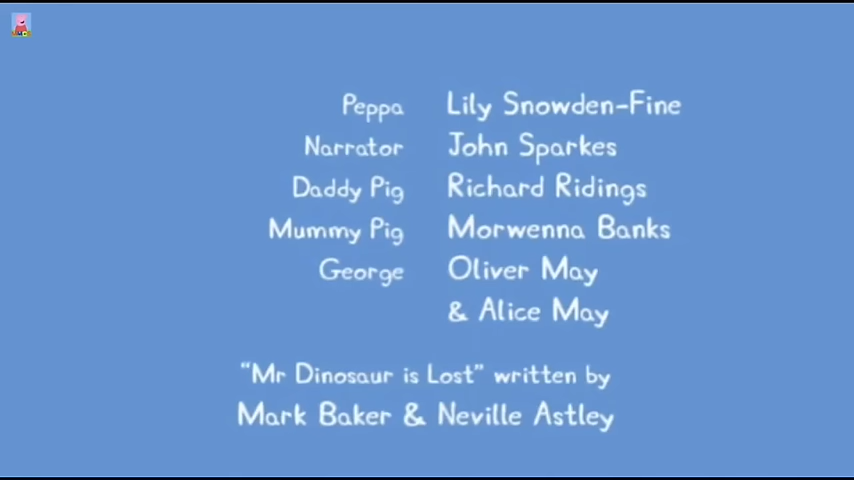 Peppa Lily Snowden-Fine
Narrator John Sparkes
Daddy Pig Richard Ridings
Mummy Pig Morwenna Banks
George Oliver May
& Alice May
“Mr Dinosaur is Lost” written by
Mark Baker & Neville Astley